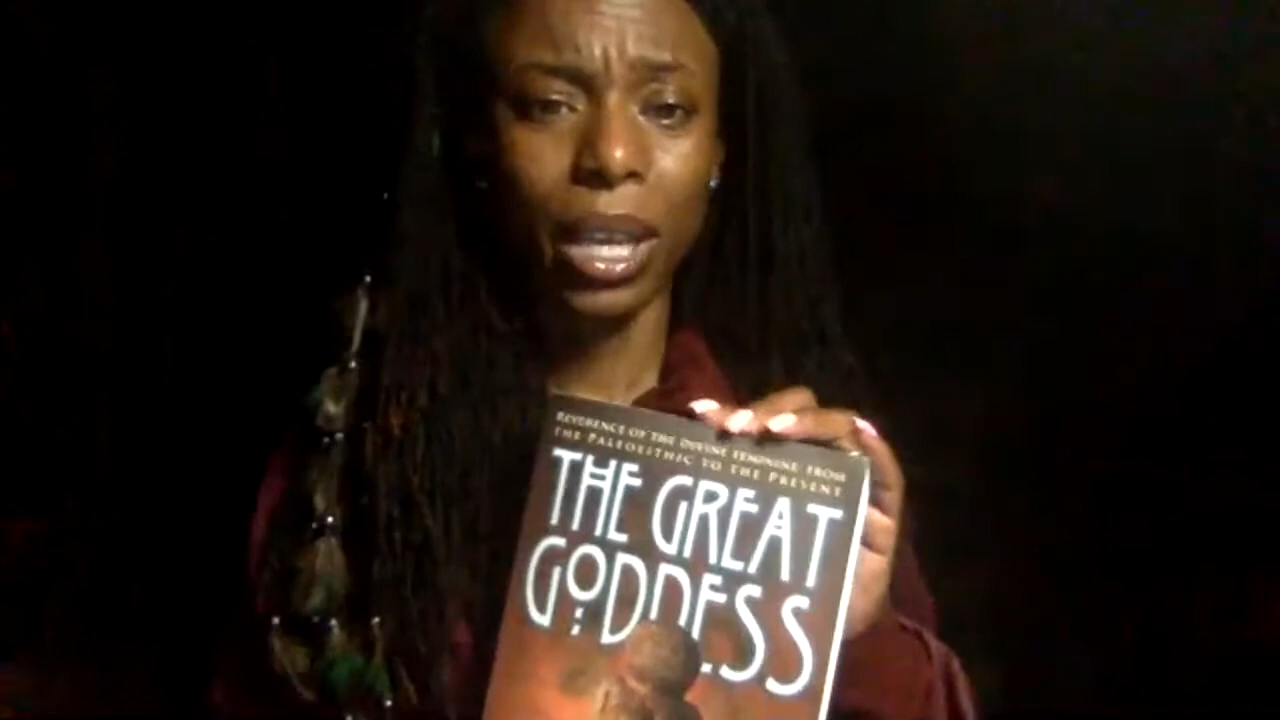 REVERENCE OF THE DIVINE FEMININE FROM
THE PALEOLITHIC TO THE PRESENT
THE GREAT
GODDESS